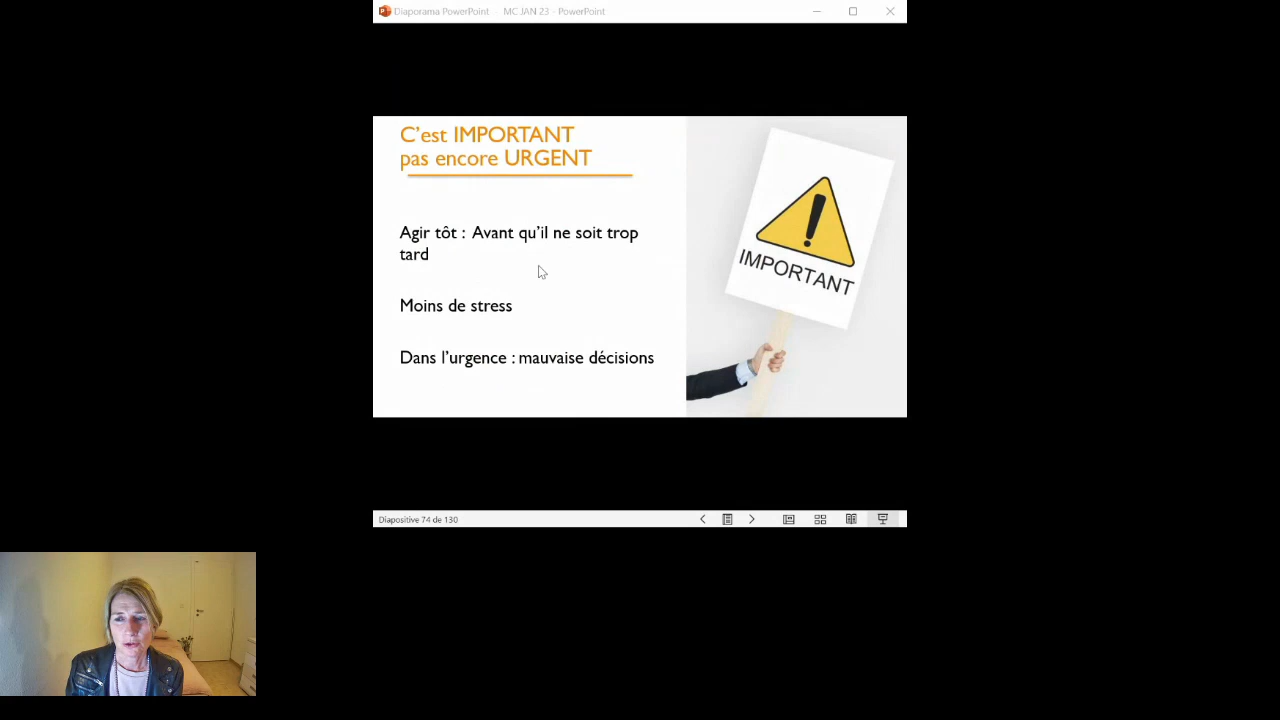 Diaporama PowerPoint - MC JAN 23 - PowerPoint
C'est IMPORTANT
pas encore URGENT
Agir tôt : Avant qu'il ne soit trop
tard
Moins de stress
Dans l'urgence : mauvaise décisions
IMPORTANT
Diapositive 74 de 130